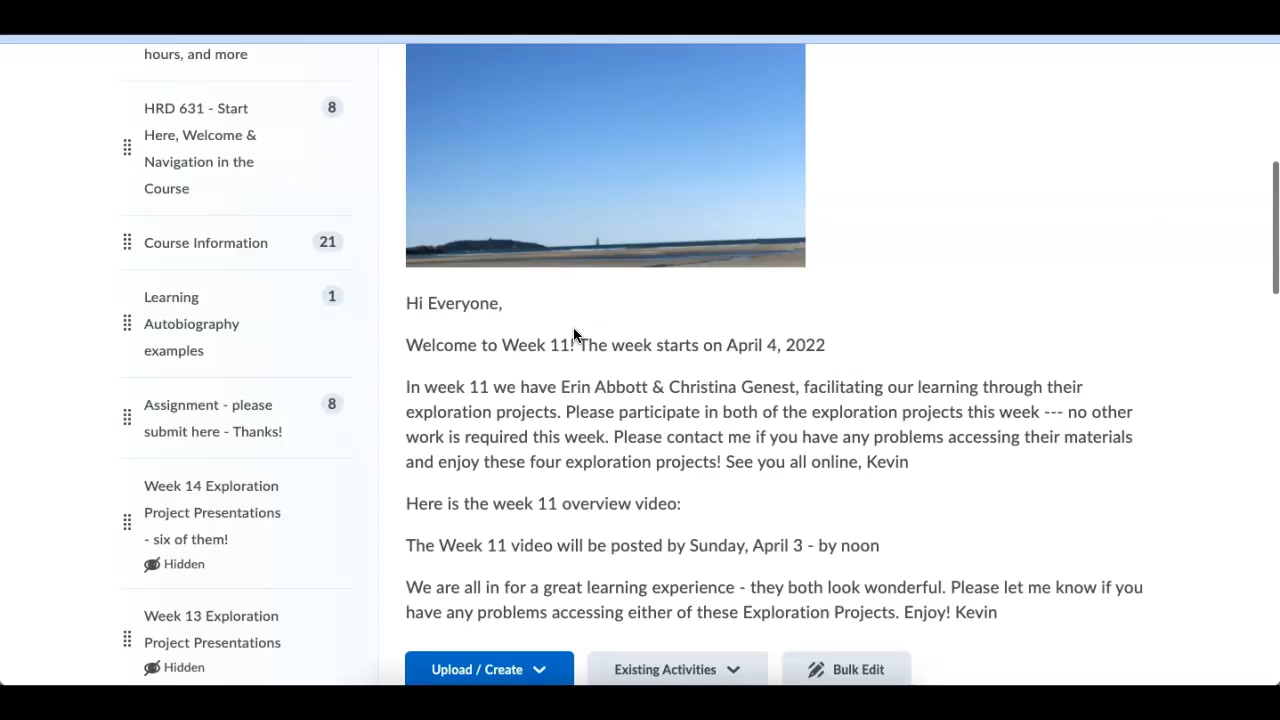 hours, and more
HRD 631 - Start
Here, Welcome &
Navigation in the
Course
8
Course Information
21
Learning
Autobiography
examples
1
Assignment - please
submit here - Thanks!
8
Week 14 Exploration
Project Presentations
- six of them!
Hidden
Week 13 Exploration
Project Presentations
Hidden
Hi Everyone,
Welcome to Week 11! The week starts on April 4, 2022
In week 11 we have Erin Abbott & Christina Genest, facilitating our learning through their
exploration projects. Please participate in both of the exploration projects this week --- no other
work is required this week. Please contact me if you have any problems accessing their materials
and enjoy these four exploration projects! See you all online, Kevin
Here is the week 11 overview video:
The Week 11 video will be posted by Sunday, April 3 - by noon
We are all in for a great learning experience - they both look wonderful. Please let me know if you
have any problems accessing either of these Exploration Projects. Enjoy! Kevin
Upload / Create
Existing Activities
Bulk Edit